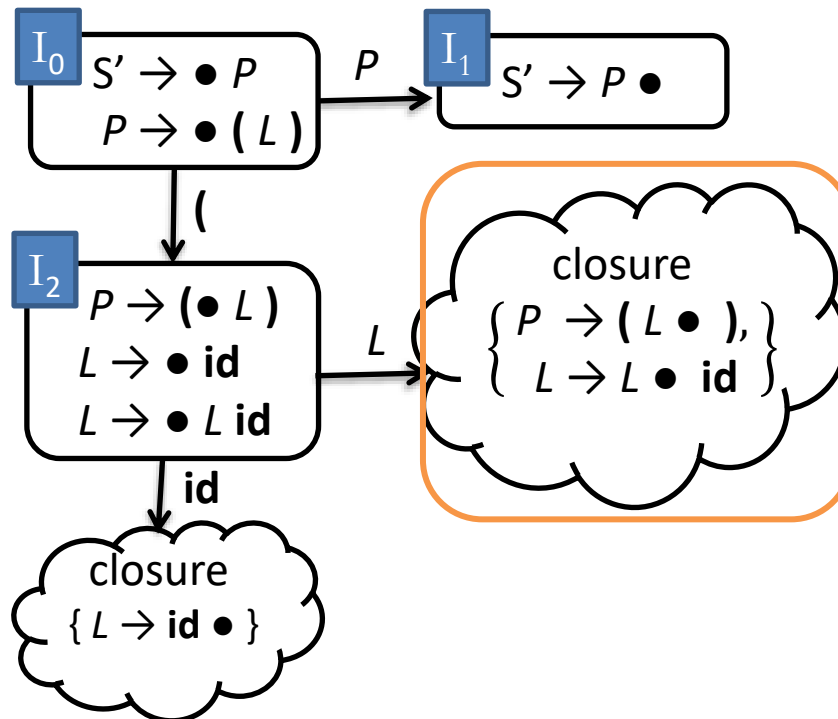 I₀
S’ → ● P
P → ● ( L )
P
I₁
S’ → P ●
(
I₂
P → (● L )
L → ● id
L → ● L id
L
closure
{ P → ( L ● ),
L → L ● id }
id
closure
{ L → id ● }